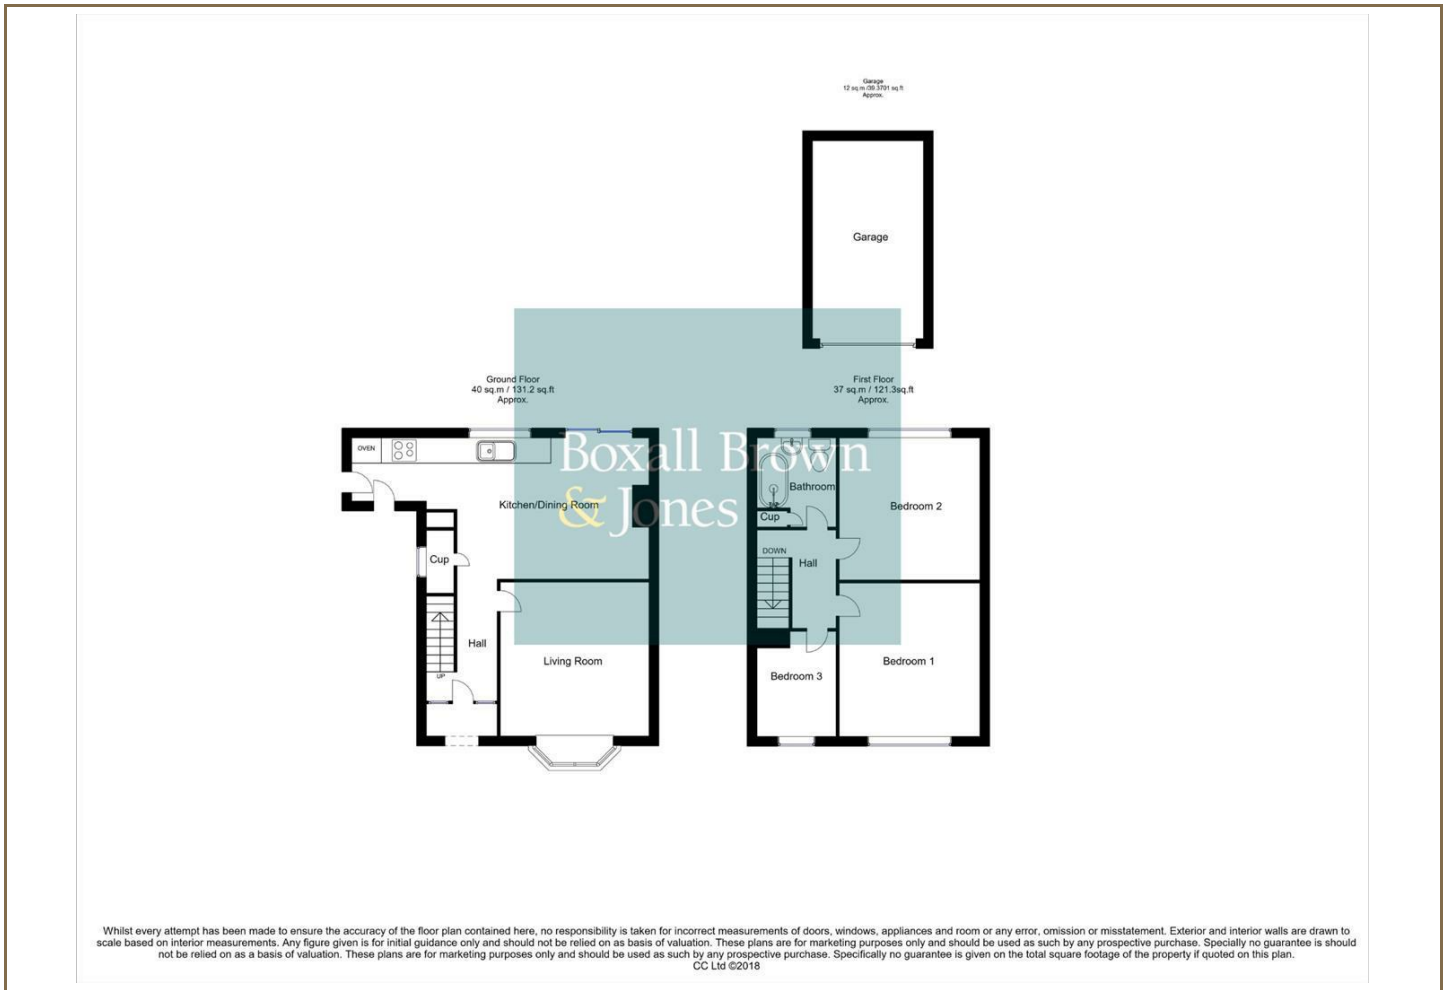 Garage
12 sq.m /39.3701 sq.ft
Approx.
Garage
Ground Floor
40 sq.m / 131.2 sq.ft
Approx.
First Floor
37 sq.m / 121.3sq.ft
Approx.
OVEN
Boxall Brown
& Jones
Kitchen/Dining Room
Cup
Hall
Living Room
UP
Bathroom
Bedroom 2
Cup
DOWN
Hall
Bedroom 1
Bedroom 3
Whilst every attempt has been made to ensure the accuracy of the floor plan contained here, no responsibility is taken for incorrect measurements of doors, windows, appliances and room or any error, omission or misstatement. Exterior and interior walls are drawn to
scale based on interior measurements. Any figure given is for initial guidance only and should not be relied on as basis of valuation. These plans are for marketing purposes only and should be used as such by any prospective purchase. Specially no guarantee is should
not be relied on as a basis of valuation. These plans are for marketing purposes only and should be used as such by any prospective purchase. Specifically no guarantee is given on the total square footage of the property if quoted on this plan.
CC Ltd ©2018